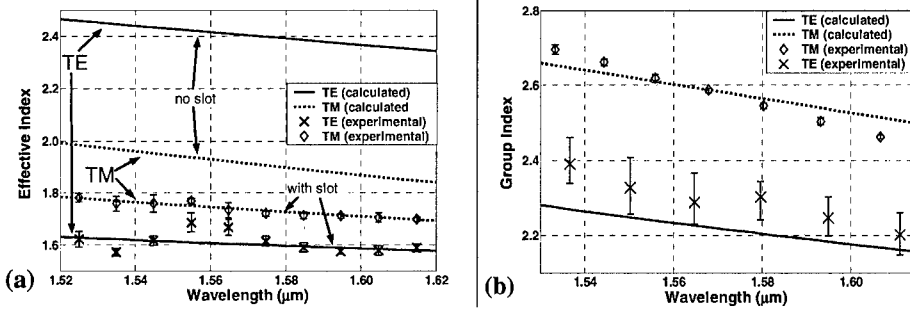 2.4
2.2
2.0
1.8
1.6
Effective Index
TE
no slot
TM
with slot
TE (calculated)
TM (calculated
TE (experimental)
TM (experimental)
1.52 1.54 1.56 1.58 1.60 1.62
Wavelength (μm)
(a)
2.8
2.6
2.4
2.2
Group Index
TE (calculated)
TM (calculated)
TM (experimental)
TE (experimental)
1.54 1.56 1.58 1.60
Wavelength (μm)
(b)